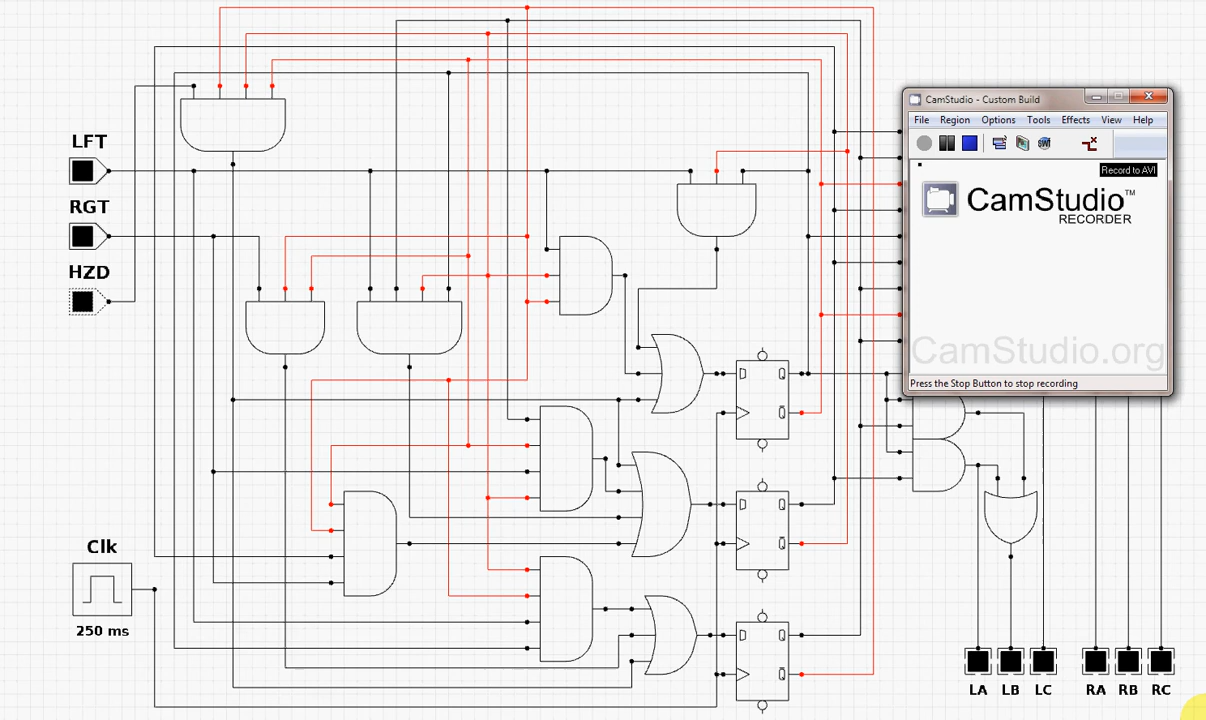 CamStudio - Custom Build
File Region Options Tools Effects View Help
SWF
Record to AVI
CamStudio™
RECORDER
CamStudio.org
Press the Stop Button to stop recording
LFT
RGT
HZD
Clk
250 ms
D Q
Q
D Q
Q
D Q
Q
LA LB LC RA RB RC